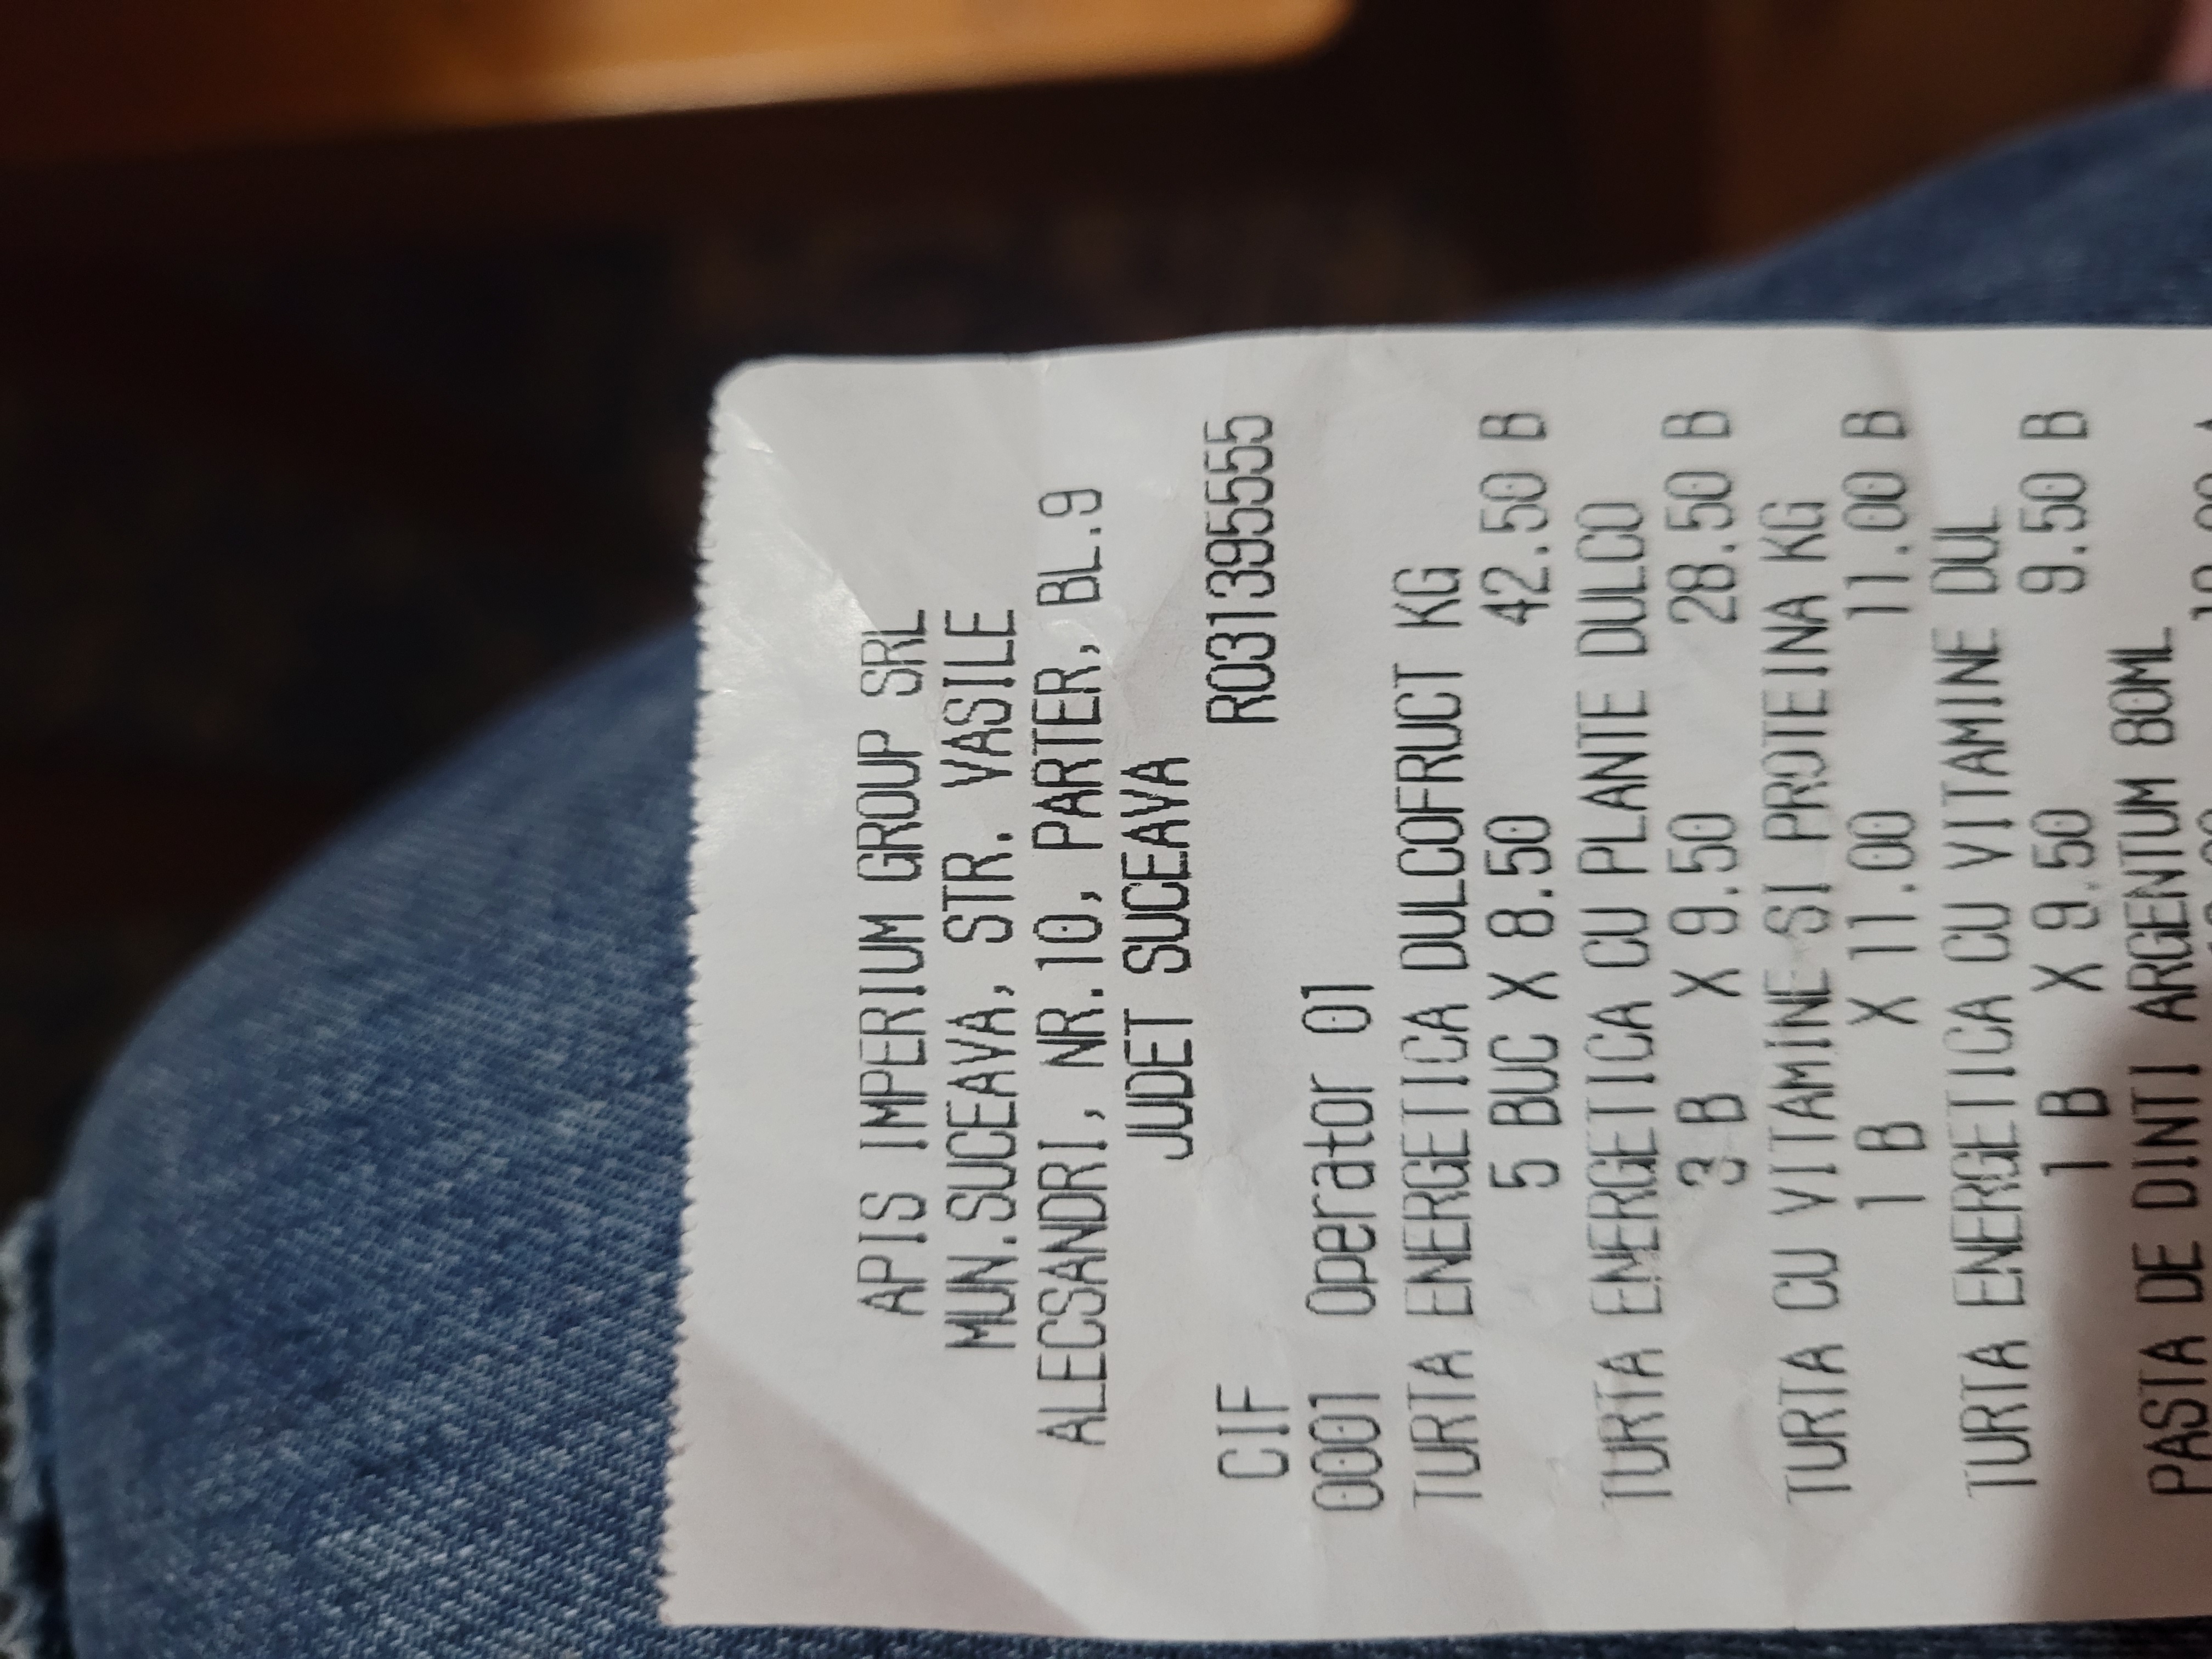 APIS IMPERIUM GROUP SRL
MUN.SUCEAVA, STR. VASILE
ALECSANDRI, NR.10, PARTER, BL.9
JUDET SUCEAVA
CIF RO31395555
0001 Operator 01
TURTA ENERGETICA DULCOFRUCT KG
5 BUC X 8.50 42.50 B
TURTA ENERGETICA CU PLANTE DULCO
3 B X 9.50 28.50 B
TURTA CU VITAMINE SI PROTEINA KG
1 B X 11.00 11.00 B
TURTA ENERGETICA CU VITAMINE DUL
1 B X 9.50 9.50 B
PASTA DE DINTI ARGENTUM 80ML